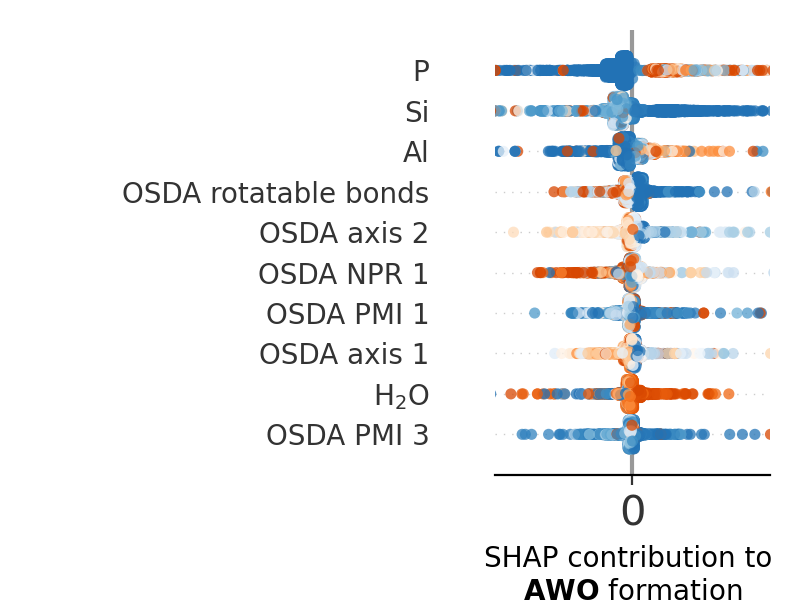 P
Si
Al
OSDA rotatable bonds
OSDA axis 2
OSDA NPR 1
OSDA PMI 1
OSDA axis 1
H₂O
OSDA PMI 3
0
SHAP contribution to
AWO formation